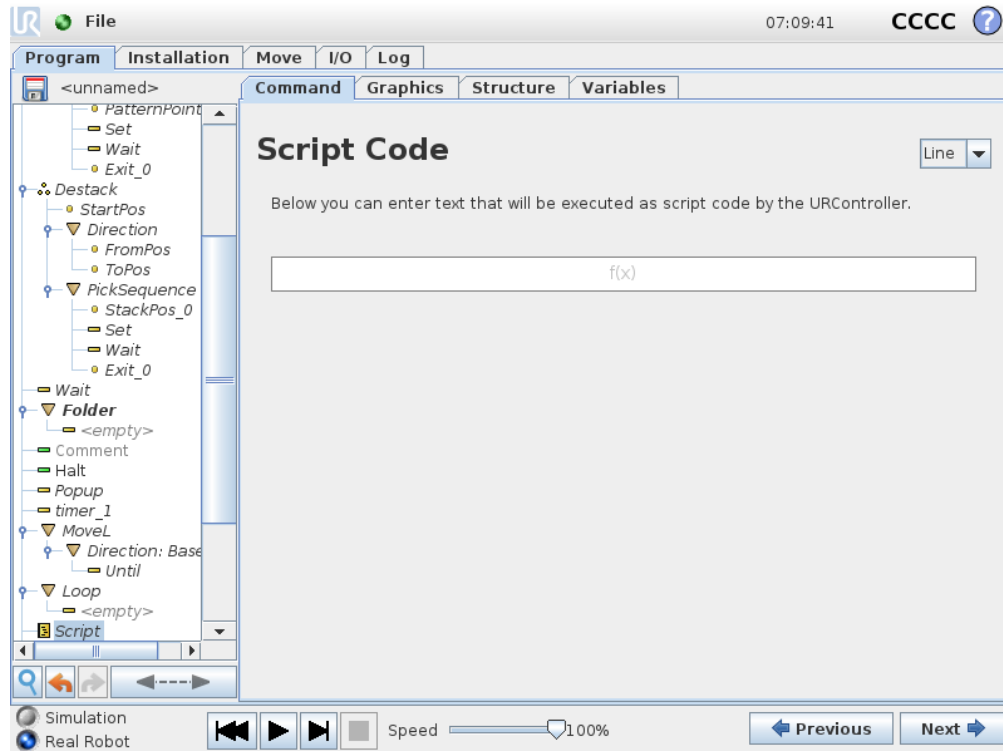 UR File 07:09:41 CCCC ?
Program Installation Move I/O Log
<unnamed>
Command Graphics Structure Variables
PatternPoint
Set
Wait
Exit_0
Destack
StartPos
Direction
FromPos
ToPos
PickSequence
StackPos_0
Set
Wait
Exit_0
Wait
Folder
<empty>
Comment
Halt
Popup
timer_1
MoveL
Direction: Base
Until
Loop
<empty>
Script
Script Code
Line
Below you can enter text that will be executed as script code by the URController.
f(x)
Simulation
Real Robot
Speed 100%
Previous Next